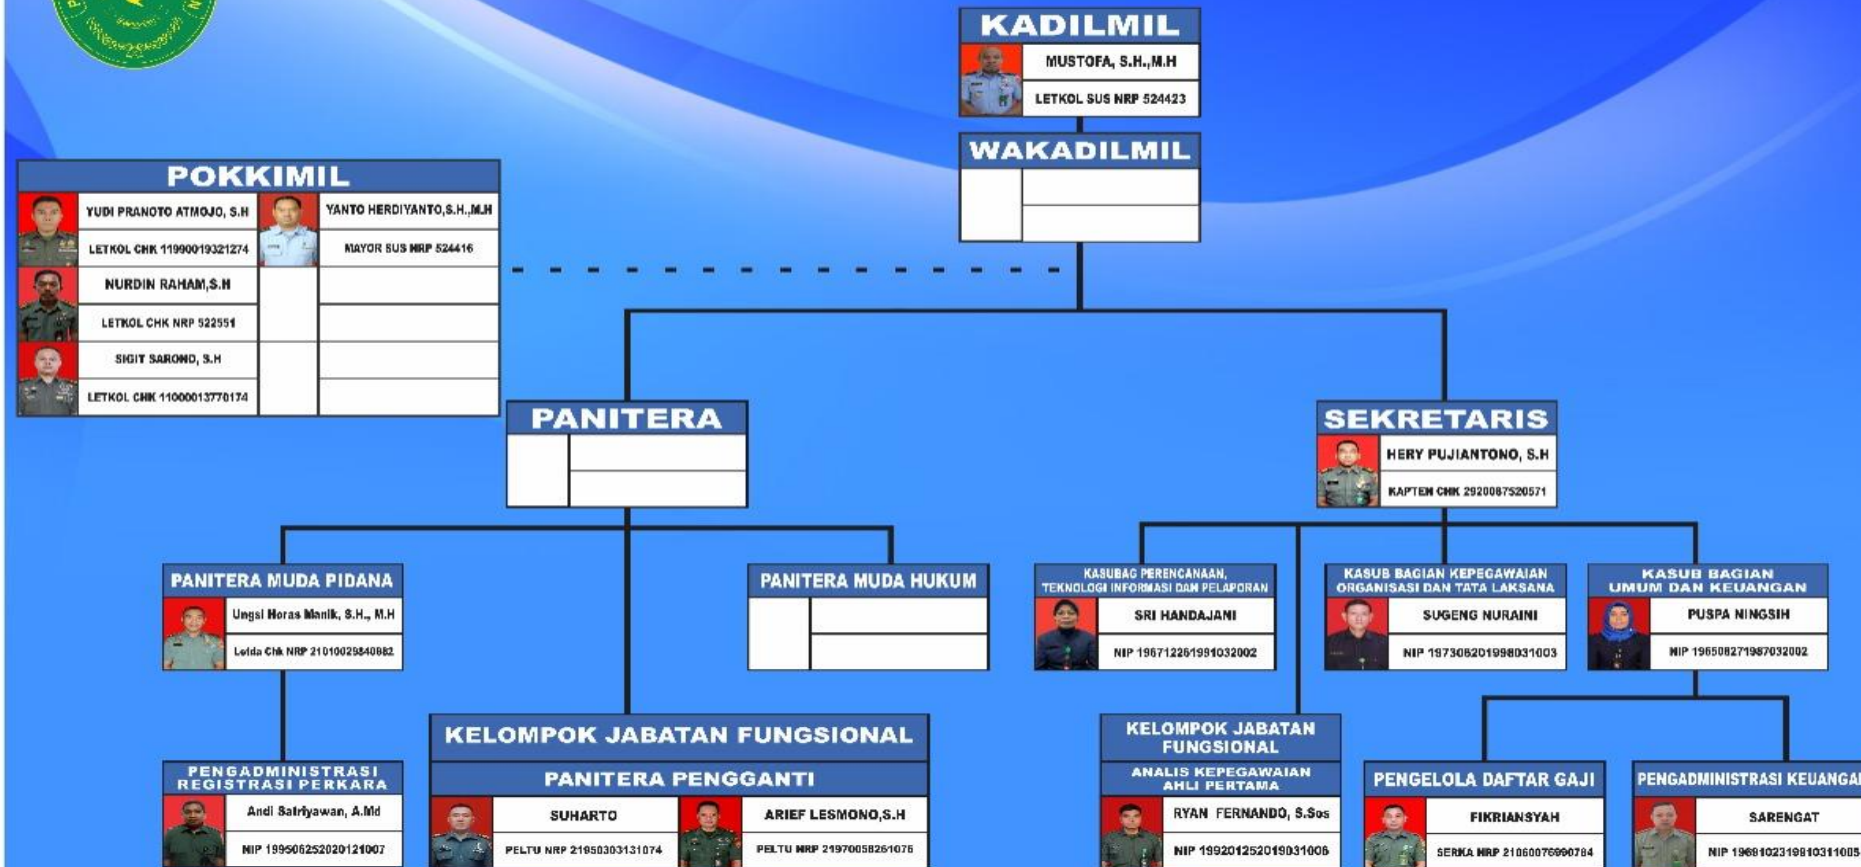 KADILMIL
MUSTOFA, S.H.,M.H
LETKOL SUS NRP 524423
WAKADILMIL
POKKIMIL
YUDI PRANOTO ATMOJO, S.H
LETKOL CHK 11990019321274
YANTO HERDIYANTO,S.H.,M.H
MAYOR SUS NRP 524416
NURDIN RAHAM,S.H
LETKOL CHK NRP 522551
SIGIT SARONO, S.H
LETKOL CHK 11000013770174
PANITERA
SEKRETARIS
HERY PUJIANTONO, S.H
KAPTEN CHK 2920087520571
PANITERA MUDA PIDANA
Ungsi Horas Manik, S.H., M.H
Letda Chk NRP 21010029840882
PANITERA MUDA HUKUM
KASUBAG PERENCANAAN,
TEKNOLOGI INFORMASI DAN PELAPORAN
SRI HANDAJANI
NIP 196712261991032002
KASUB BAGIAN KEPEGAWAIAN
ORGANISASI DAN TATA LAKSANA
SUGENG NURAINI
NIP 197306201998031003
KASUB BAGIAN
UMUM DAN KEUANGAN
PUSPA NINGSIH
NIP 196508271987032002
PENGADMINISTRASI
REGISTRASI PERKARA
Andi Satriyawan, A.Md
NIP 199506252020121007
KELOMPOK JABATAN FUNGSIONAL
PANITERA PENGGANTI
SUHARTO
PELTU NRP 21950303131074
ARIEF LESMONO,S.H
PELTU NRP 21970058261076
KELOMPOK JABATAN
FUNGSIONAL
ANALIS KEPEGAWAIAN
AHLI PERTAMA
RYAN FERNANDO, S.Sos
NIP 199201252019031006
PENGELOLA DAFTAR GAJI
FIKRIANSYAH
SERKA NRP 21060076990784
PENGADMINISTRASI KEUANGAN
SARENGAT
NIP 1969102319910311005